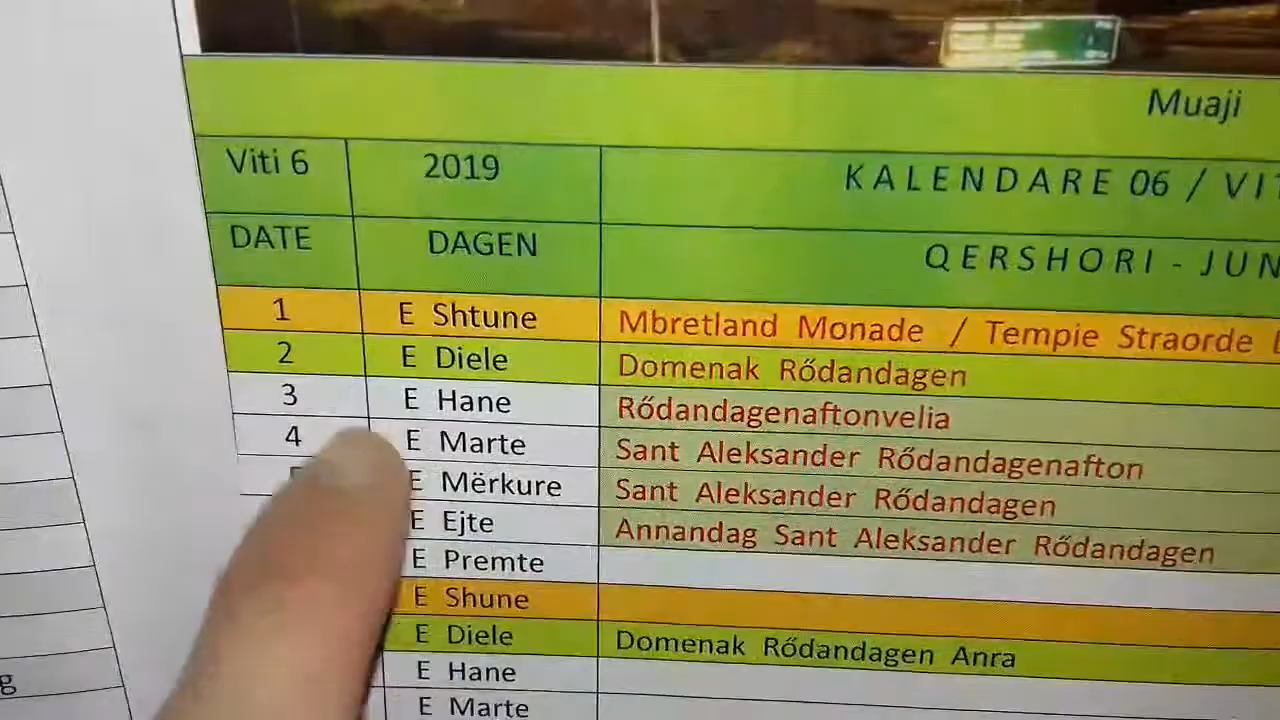 Muaji
Viti 6 2019 KALENDARE 06 /
DATE DAGEN QERSHORI - JUN
1 E Shtune Mbretland Monade / Tempie Straorde
2 E Diele Domenak Rődandagen
3 E Hane Rődandagenaftonvelia
4 E Marte Sant Aleksander Rődandagenafton
E Mërkure Sant Aleksander Rődandagen
E Ejte Annandag Sant Aleksander Rődandagen
E Premte
E Shune
E Diele Domenak Rődandagen Anra
E Hane
E Marte